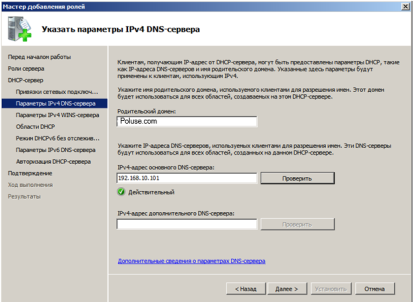 Мастер добавления ролей
Указать параметры IPv4 DNS-сервера
Перед началом работы
Роли сервера
DHCP-сервер
Привязки сетевых подключ...
Параметры IPv4 DNS-сервера
Параметры IPv4 WINS-сервера
Области DHCP
Режим DHCPv6 без отслежив...
Параметры IPv6 DNS-сервера
Авторизация DHCP-сервера
Подтверждение
Ход выполнения
Результаты
Клиентам, получающим IP-адрес от DHCP-сервера, могут быть предоставлены параметры DHCP, такие
как IP-адреса DNS-серверов и имя родительского домена. Указанные здесь параметры будут
применены к клиентам, использующим IPv4.
Укажите имя родительского домена, используемого клиентами для разрешения имен. Этот домен
будет использоваться для всех областей, создаваемых на этом DHCP-сервере.
Родительский домен:
Poluse.com
Укажите IP-адреса DNS-серверов, используемых клиентами для разрешения имен. Эти DNS-серверы
будут использоваться для всех областей, созданных на данном DHCP-сервере.
IPv4-адрес основного DNS-сервера:
192.168.10.101
Проверить
Действительный
IPv4-адрес дополнительного DNS-сервера:
Проверить
Дополнительные сведения о параметрах DNS-сервера
< Назад
Далее >
Установить
Отмена